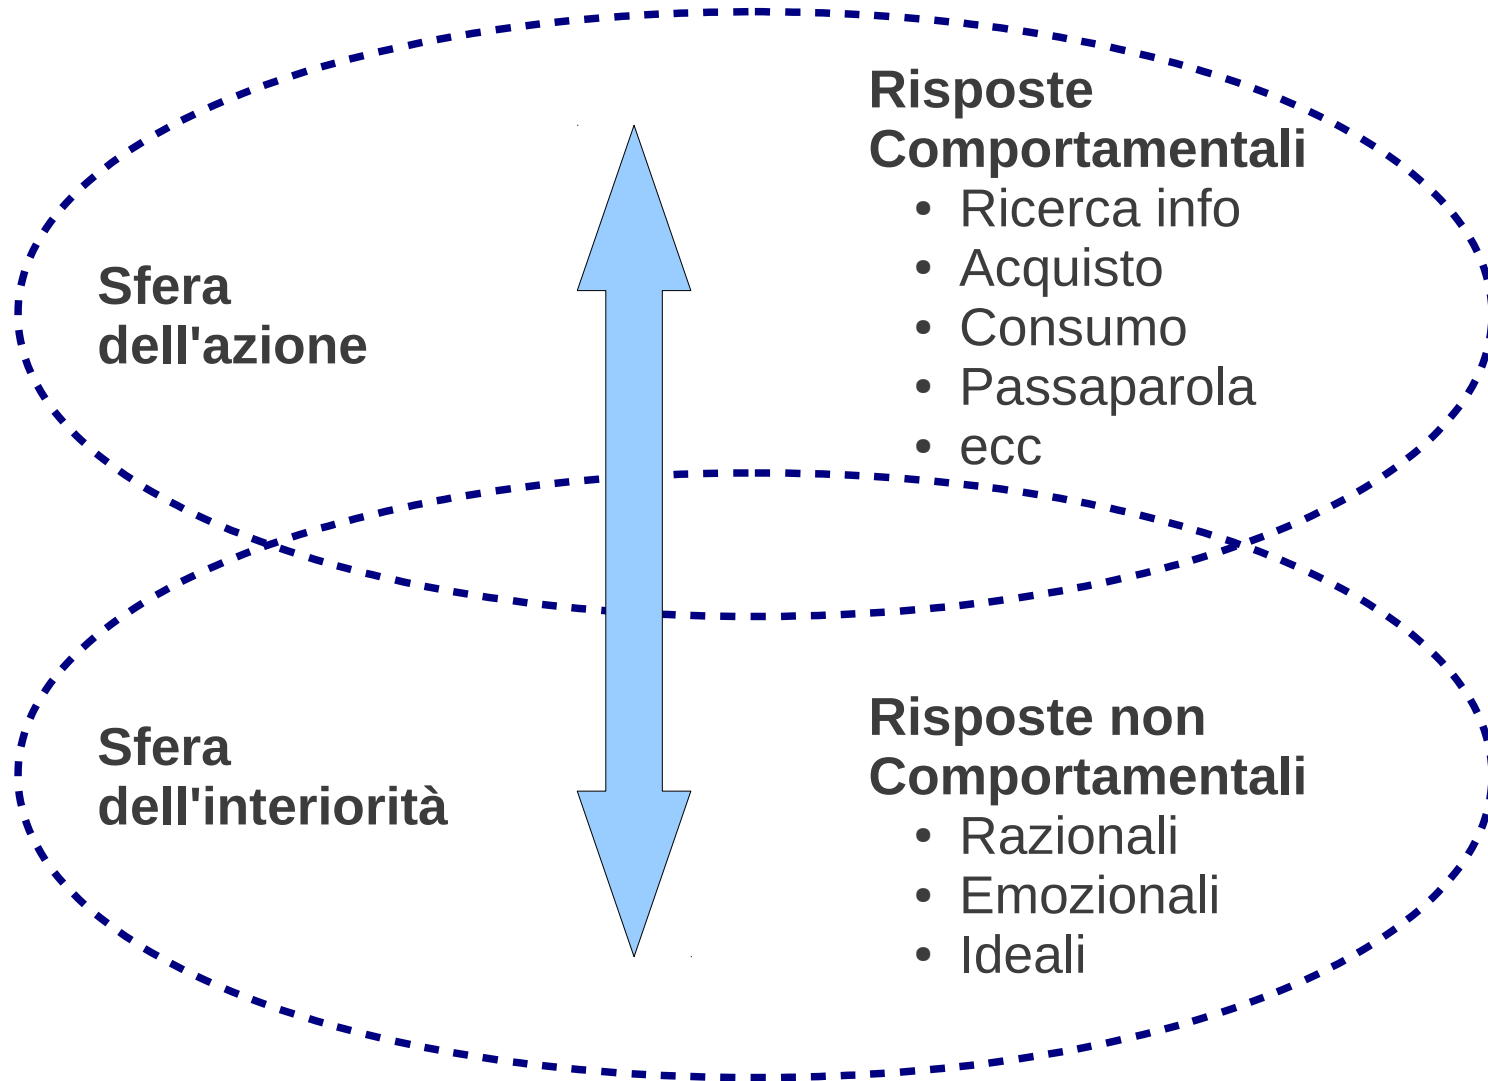 Risposte
Comportamentali
• Ricerca info
• Acquisto
• Consumo
• Passaparola
• ecc
Sfera
dell'azione
Sfera
dell'interiorità
Risposte non
Comportamentali
• Razionali
• Emozionali
• Ideali